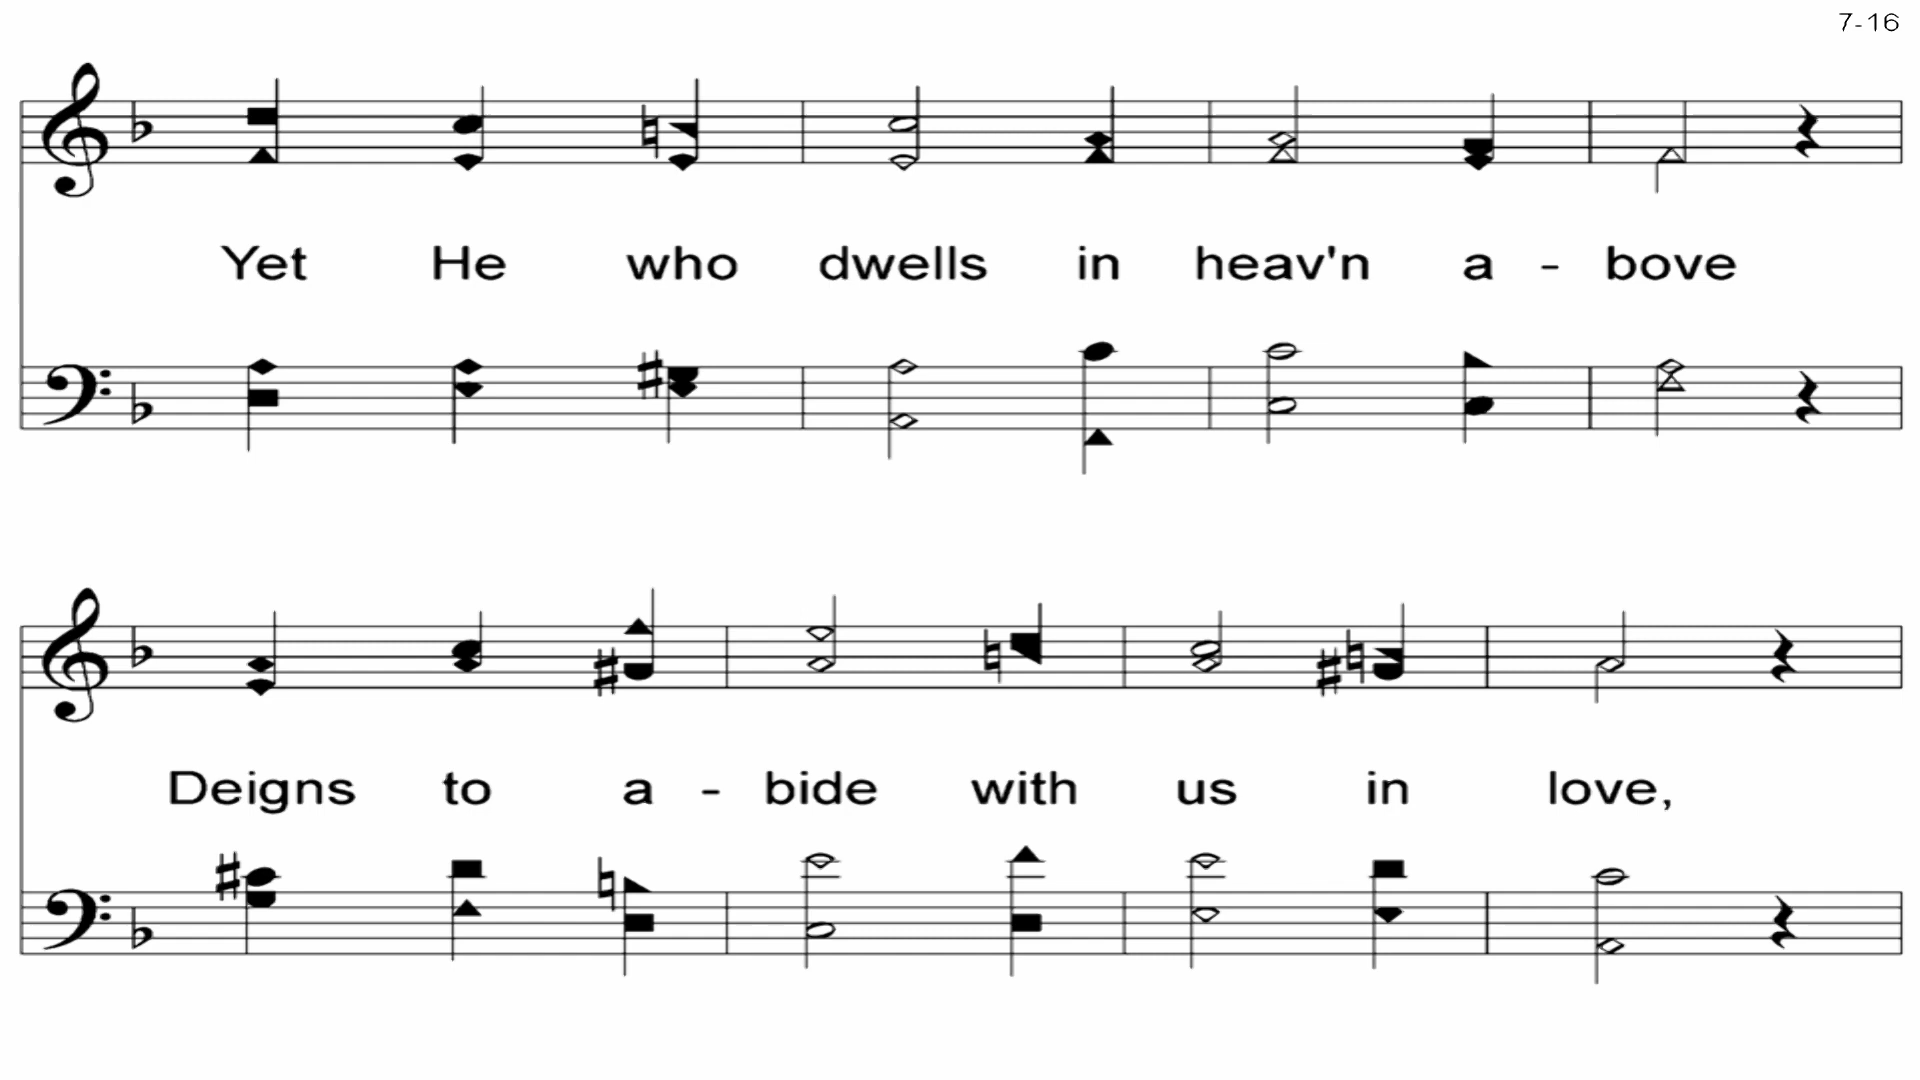 7-16
Yet He who dwells in heav'n a - bove
Deigns to a - bide with us in love,